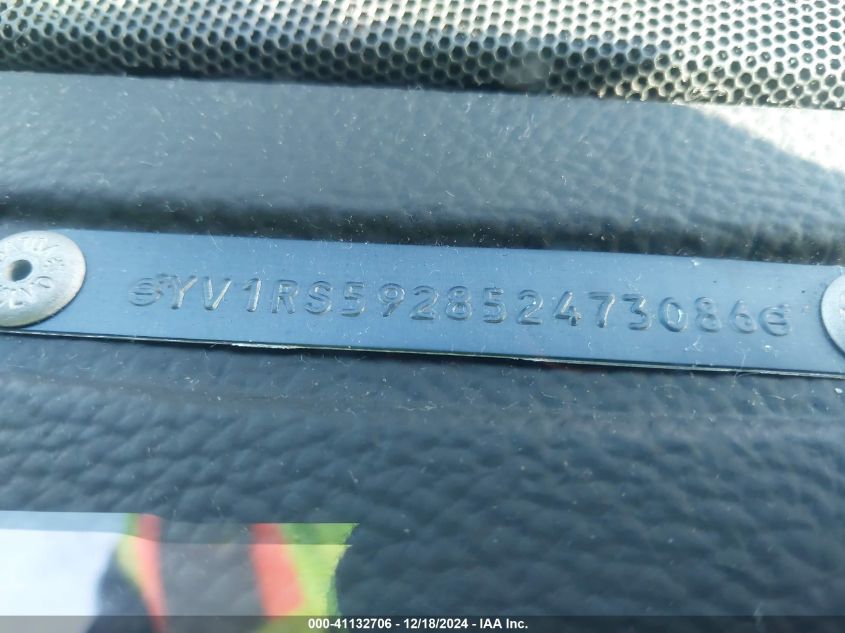 YV1RS592852473086
000-41132706 - 12/18/2024 - IAA, Inc.